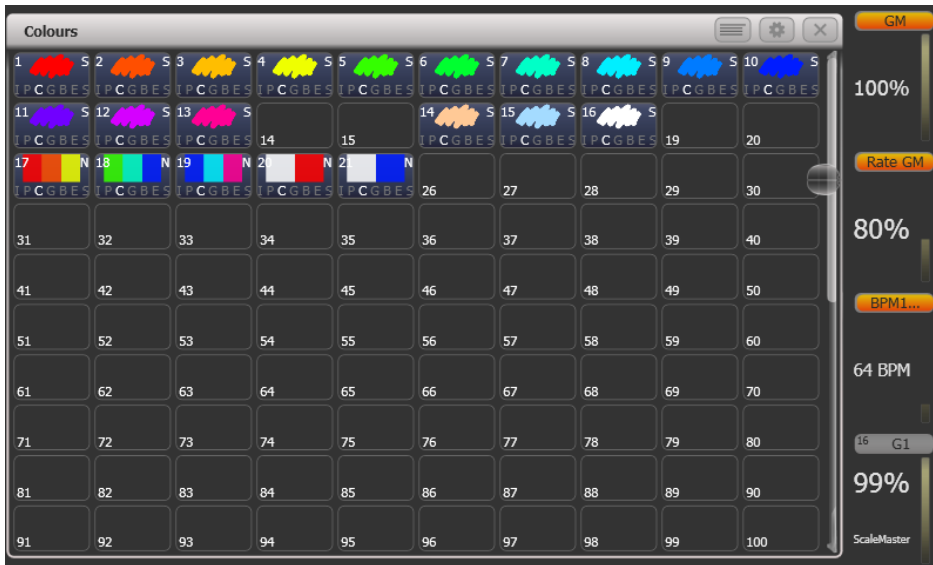 Colours
GM
1 S 2 S 3 S 4 S 5 S 6 S 7 S 8 S 9 S 10 S
IPCGBES IPCGBES IPCGBES IPCGBES IPCGBES IPCGBES IPCGBES IPCGBES IPCGBES IPCGBES
100%
11 S 12 S 13 S 14 S 15 S 16 S
IPCGBES IPCGBES IPCGBES 14 15 IPCGBES IPCGBES IPCGBES 19 20
17 N 18 N 19 N 20 N 21 N
Rate GM
IPCGBES IPCGBES IPCGBES IPCGBES IPCGBES 26 27 28 29 30
31 32 33 34 35 36 37 38 39 40
80%
41 42 43 44 45 46 47 48 49 50
BPM1...
51 52 53 54 55 56 57 58 59 60
64 BPM
61 62 63 64 65 66 67 68 69 70
71 72 73 74 75 76 77 78 79 80
16 G1
81 82 83 84 85 86 87 88 89 90
99%
91 92 93 94 95 96 97 98 99 100
ScaleMaster